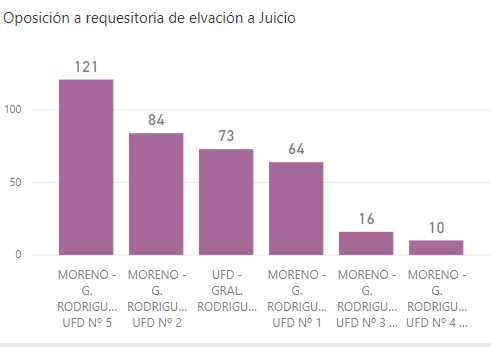 Oposición a requesitoria de elvación a Juicio
121
84
73
64
16
10
100
50
0
MORENO - G. RODRIGU... UFD Nº 5
MORENO - G. RODRIGU... UFD Nº 2
UFD - GRAL. RODRIGU...
MORENO - G. RODRIGU... UFD Nº 1
MORENO - G. RODRIGU... UFD Nº 3 ...
MORENO - G. RODRIGU... UFD Nº 4 ...